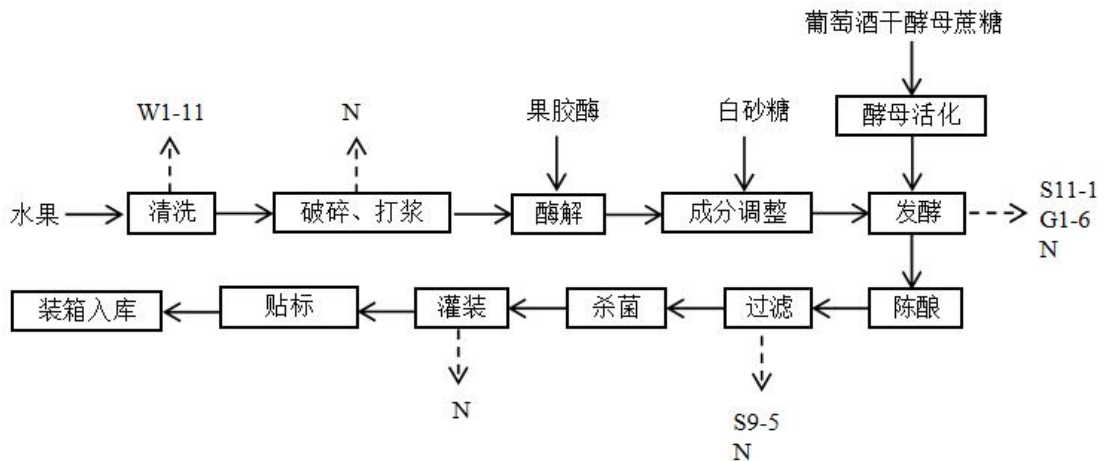 葡萄酒干酵母蔗糖
W1-11
N
果胶酶
白砂糖
酵母活化
水果
清洗
破碎、打浆
酶解
成分调整
发酵
S11-1
G1-6
N
装箱入库
贴标
灌装
杀菌
过滤
陈酿
N
S9-5
N